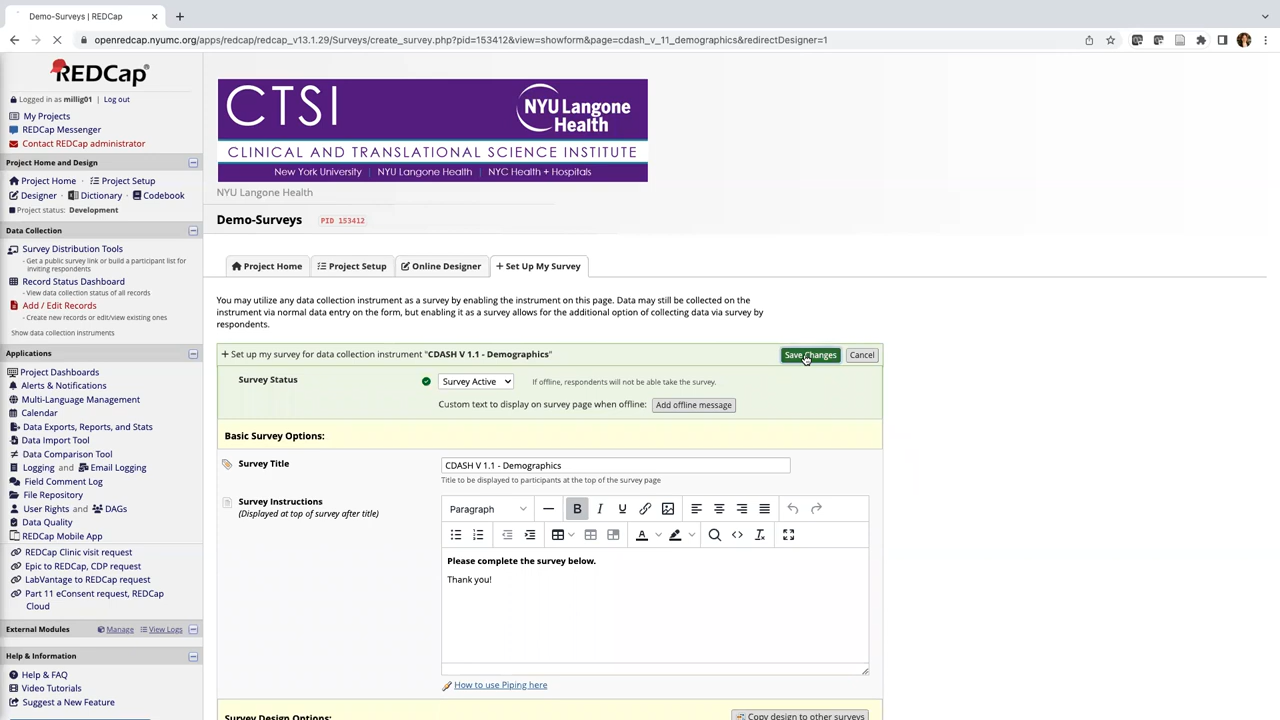 Demo-Surveys | REDCap
openredcap.nyumc.org/apps/redcap/redcap_v13.1.29/Surveys/create_survey.php?pid=153412&view=showform&page=cdash_v_11_demographics&redirectDesigner=1
REDCap
Logged in as millig01 | Log out
My Projects
REDCap Messenger
Contact REDCap administrator
Project Home and Design
Project Home · Project Setup
Designer · Dictionary · Codebook
Project status: Development
Data Collection
Survey Distribution Tools
- Get a public survey link or build a participant list for
inviting respondents
Record Status Dashboard
- View data collection status of all records
Add / Edit Records
- Create new records or edit/view existing ones
Show data collection instruments
Applications
Project Dashboards
Alerts & Notifications
Multi-Language Management
Calendar
Data Exports, Reports, and Stats
Data Import Tool
Data Comparison Tool
Logging and Email Logging
Field Comment Log
File Repository
User Rights and DAGs
Data Quality
REDCap Mobile App
REDCap Clinic visit request
Epic to REDCap, CDP request
LabVantage to REDCap request
Part 11 eConsent request, REDCap
Cloud
External Modules Manage View Logs
Help & Information
Help & FAQ
Video Tutorials
Suggest a New Feature
CTSI NYU Langone
Health
CLINICAL AND TRANSLATIONAL SCIENCE INSTITUTE
New York University | NYU Langone Health | NYC Health + Hospitals
NYU Langone Health
Demo-Surveys PID 153412
Project Home Project Setup Online Designer + Set Up My Survey
You may utilize any data collection instrument as a survey by enabling the instrument on this page. Data may still be collected on the
instrument via normal data entry on the form, but enabling it as a survey allows for the additional option of collecting data via survey by
respondents.
+ Set up my survey for data collection instrument "CDASH V 1.1 - Demographics" Save Changes Cancel
Survey Status Survey Active If offline, respondents will not be able take the survey.
Custom text to display on survey page when offline: Add offline message
Basic Survey Options:
Survey Title CDASH V 1.1 - Demographics
Title to be displayed to participants at the top of the survey page
Survey Instructions
(Displayed at top of survey after title)
Paragraph B I U
A
Please complete the survey below.
Thank you!
How to use Piping here
Survey Design Options: Copy design to other surveys